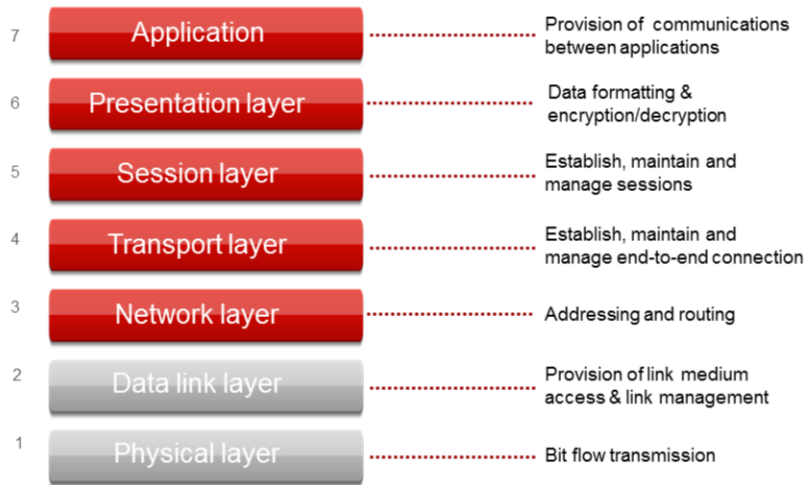 7
Application
Provision of communications
between applications
6
Presentation layer
Data formatting &
encryption/decryption
5
Session layer
Establish, maintain and
manage sessions
4
Transport layer
Establish, maintain and
manage end-to-end connection
3
Network layer
Addressing and routing
2
Data link layer
Provision of link medium
access & link management
1
Physical layer
Bit flow transmission